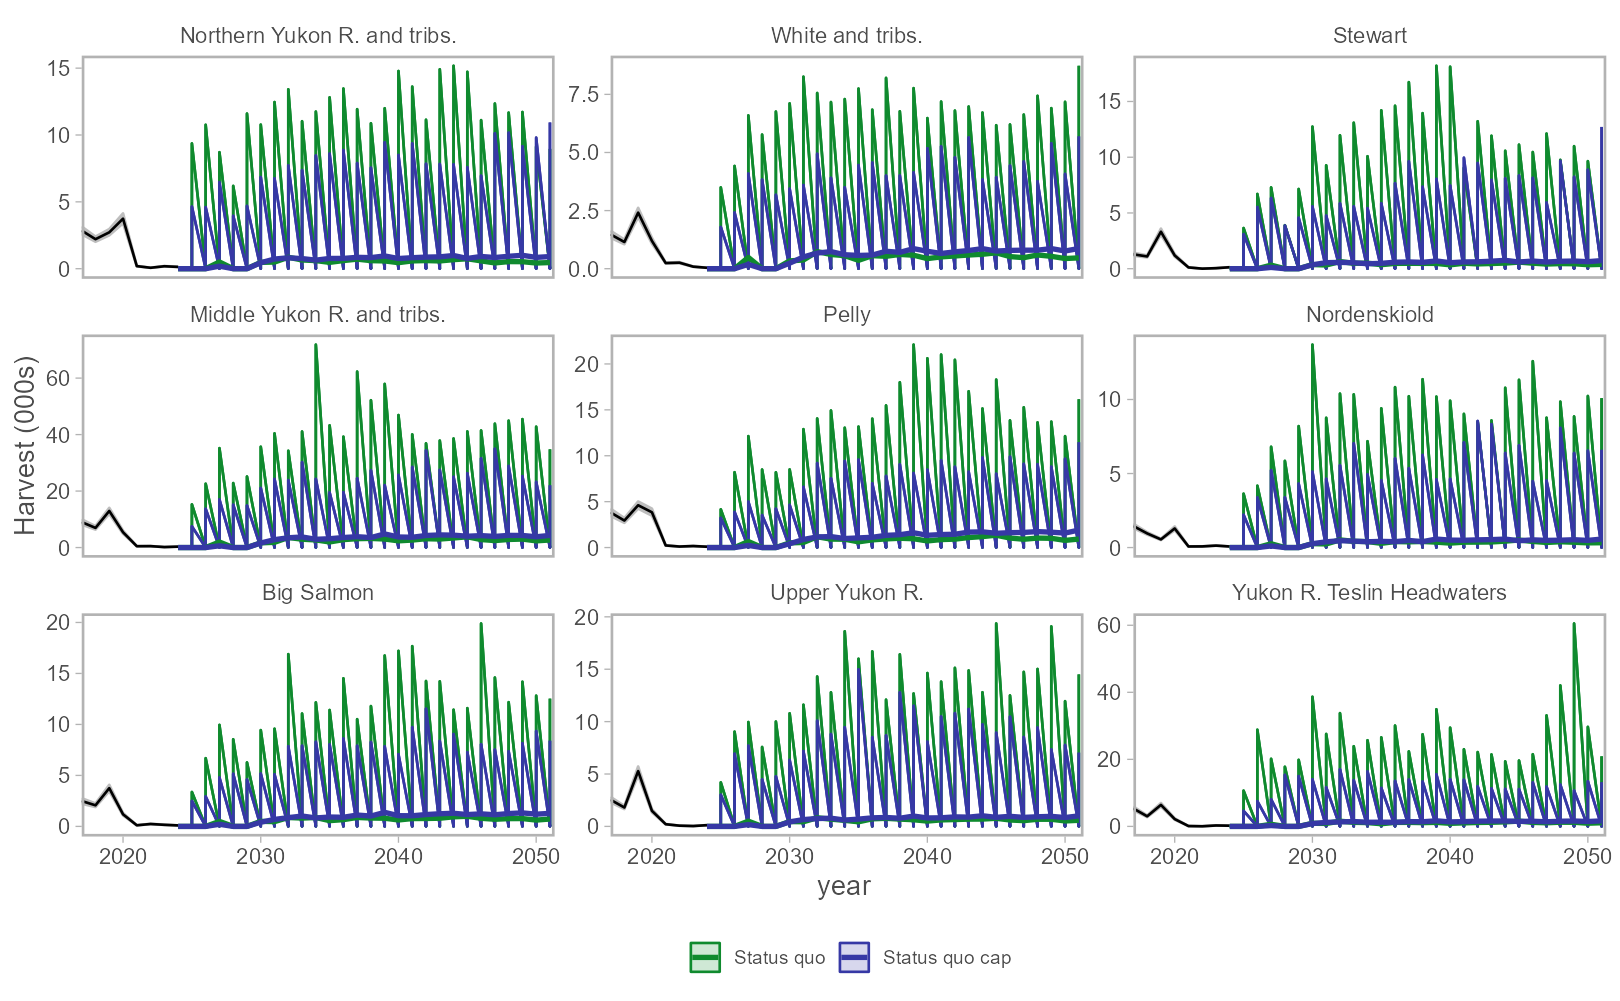 Northern Yukon R. and tribs.
White and tribs.
Stewart
15
10
5
0
7.5
5.0
2.5
0.0
15
10
5
0
Middle Yukon R. and tribs.
Pelly
Nordenskiold
60
40
20
0
20
15
10
5
0
10
5
0
Harvest (000s)
Big Salmon
Upper Yukon R.
Yukon R. Teslin Headwaters
20
15
10
5
0
20
15
10
5
0
60
40
20
0
2020 2030 2040 2050
2020 2030 2040 2050
2020 2030 2040 2050
year
Status quo
Status quo cap